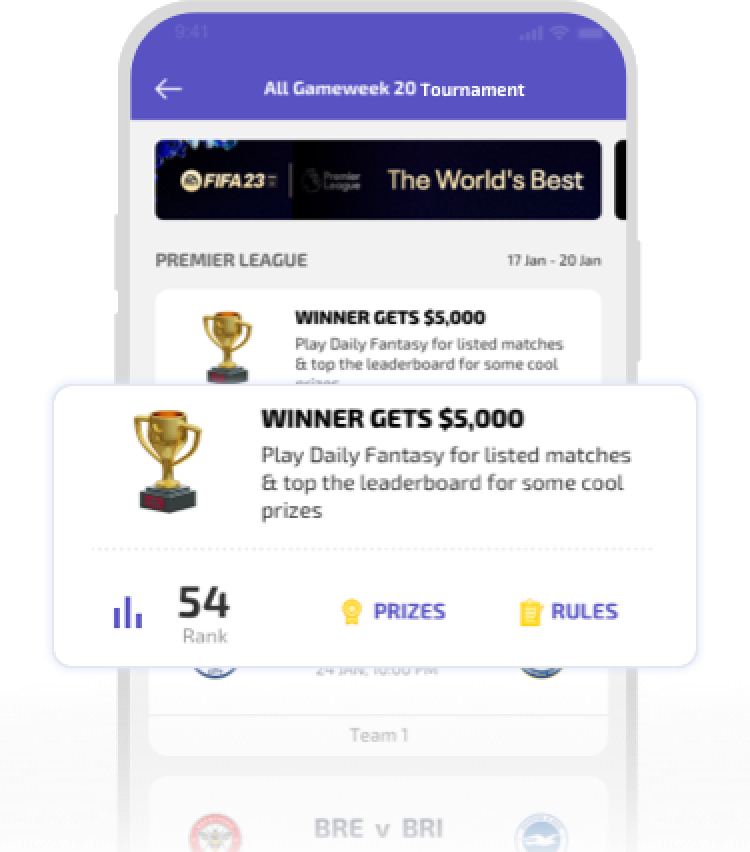 9:41
All Gameweek 20 Tournament
FIFA 23 Premier League The World's Best
PREMIER LEAGUE 17 Jan - 20 Jan
WINNER GETS $5,000
Play Daily Fantasy for listed matches
& top the leaderboard for some cool
prizes
WINNER GETS $5,000
Play Daily Fantasy for listed matches
& top the leaderboard for some cool
prizes
54 PRIZES RULES
Rank
24 JAN, 10:00 PM
Team 1
BRE v BRI